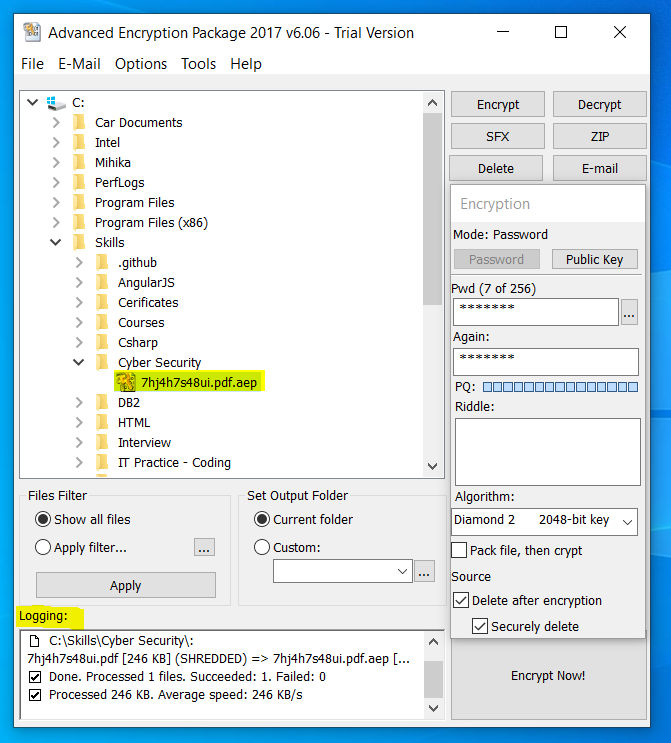 Advanced Encryption Package 2017 v6.06 - Trial Version
File E-Mail Options Tools Help
C:
Car Documents
Intel
Mihika
PerfLogs
Program Files
Program Files (x86)
Skills
.github
AngularJS
Cerificates
Courses
Csharp
Cyber Security
7hj4h7s48ui.pdf.aep
DB2
HTML
Interview
IT Practice - Coding
Encrypt Decrypt
SFX ZIP
Delete E-mail
Encryption
Mode: Password
Password Public Key
Pwd (7 of 256)
******* ...
Again:
*******
PQ:
Riddle:
Algorithm:
Diamond 2 2048-bit key
Pack file, then crypt
Source
Delete after encryption
Securely delete
Files Filter
Show all files
Apply filter... ...
Apply
Set Output Folder
Current folder
Custom:
...
Logging:
C:\Skills\Cyber Security\:
7hj4h7s48ui.pdf [246 KB] (SHREDDED) => 7hj4h7s48ui.pdf.aep [...
Done. Processed 1 files. Succeeded: 1. Failed: 0
Processed 246 KB. Average speed: 246 KB/s
Encrypt Now!